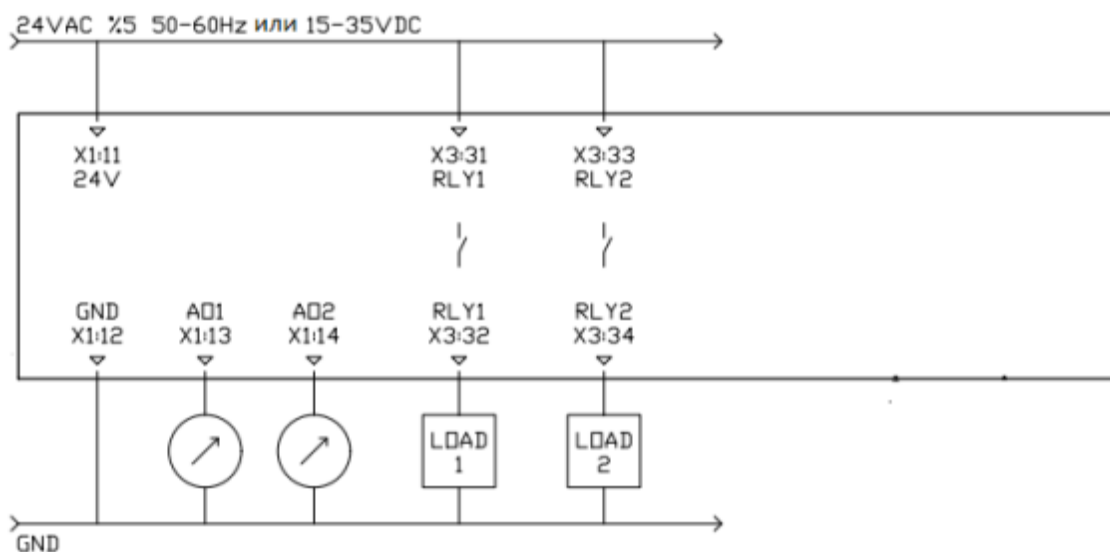 24VAC %5 50-60Hz или 15-35VDC
X1:11 X3:31 X3:33
24V RLY1 RLY2
GND AO1 AO2 RLY1 RLY2
X1:12 X1:13 X1:14 X3:32 X3:34
LOAD LOAD
1 2
GND